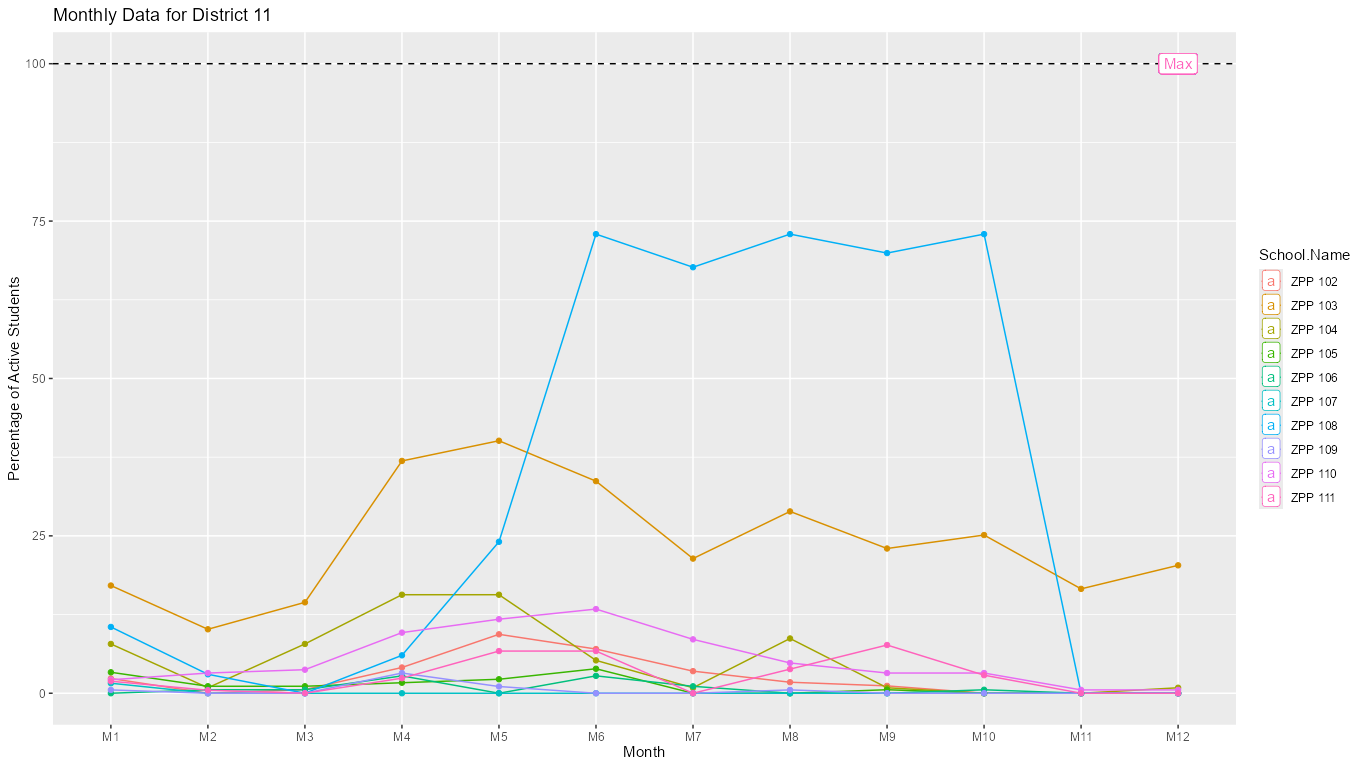 Monthly Data for District 11
Percentage of Active Students
100
75
50
25
0
Max
M1 M2 M3 M4 M5 M6 M7 M8 M9 M10 M11 M12
Month
School.Name
a ZPP 102
a ZPP 103
a ZPP 104
a ZPP 105
a ZPP 106
a ZPP 107
a ZPP 108
a ZPP 109
a ZPP 110
a ZPP 111